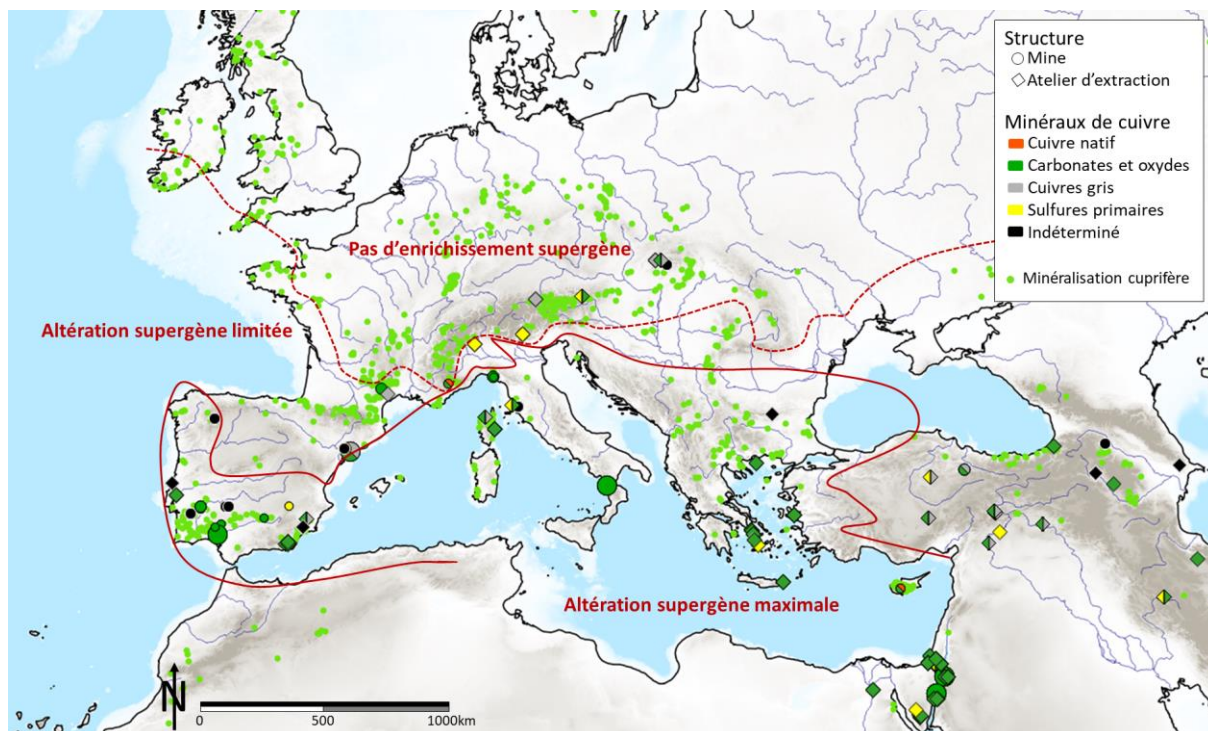 Structure
Mine
Atelier d'extraction
Minéraux de cuivre
Cuivre natif
Carbonates et oxydes
Cuivres gris
Sulfures primaires
Indéterminé
Minéralisation cuprifère
Pas d'enrichissement supergène
Altération supergène limitée
Altération supergène maximale
N
0
500
1000km